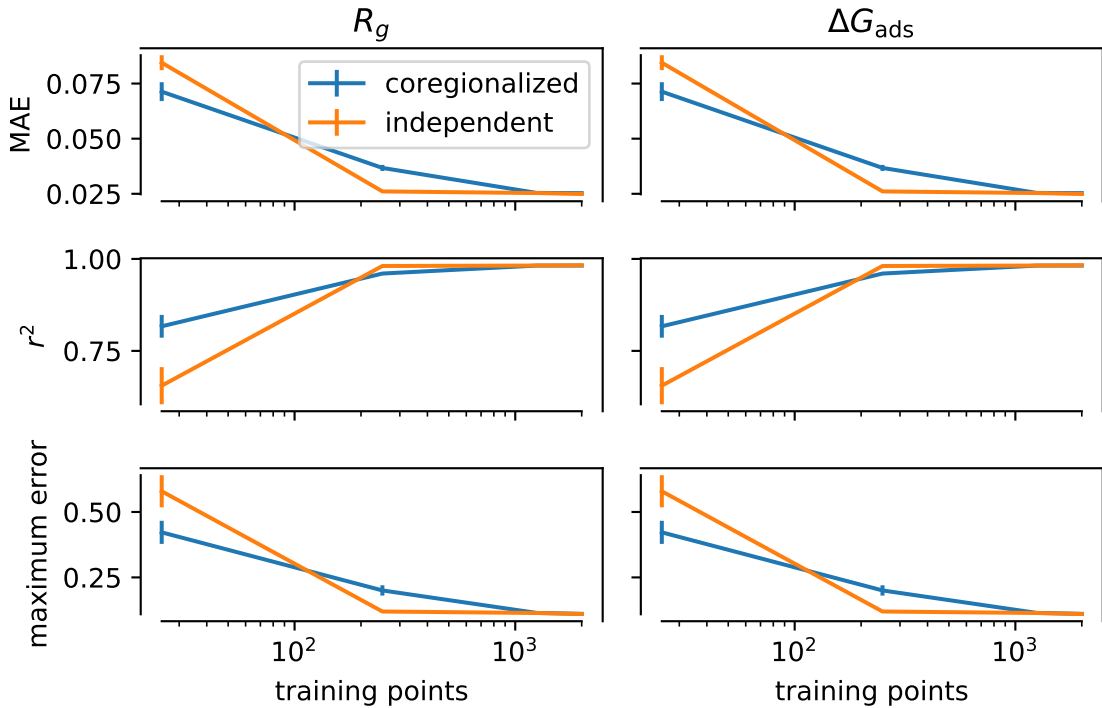 R_g
ΔG_ads
MAE
0.075
0.050
0.025
coregionalized
independent
r²
1.00
0.75
maximum error
0.50
0.25
10² 10³
10² 10³
training points
training points